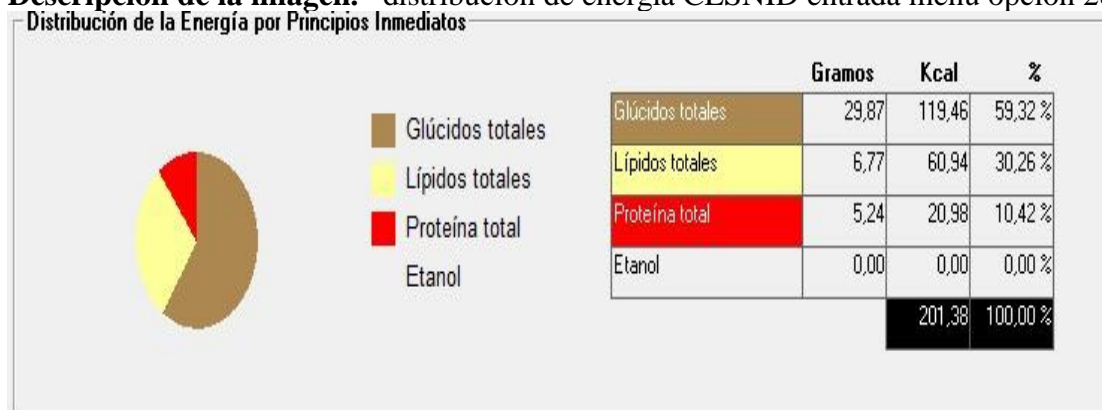 Descripción de la imagen. distribución de energía CESNID entrada menú opción
Distribución de la Energía por Principios Inmediatos
Gramos Kcal %
Glúcidos totales
Lípidos totales
Proteína total
Etanol
Glúcidos totales 29,87 119,46 59,32 %
Lípidos totales 6,77 60,94 30,26 %
Proteína total 5,24 20,98 10,42 %
Etanol 0,00 0,00 0,00 %
201,38 100,00 %